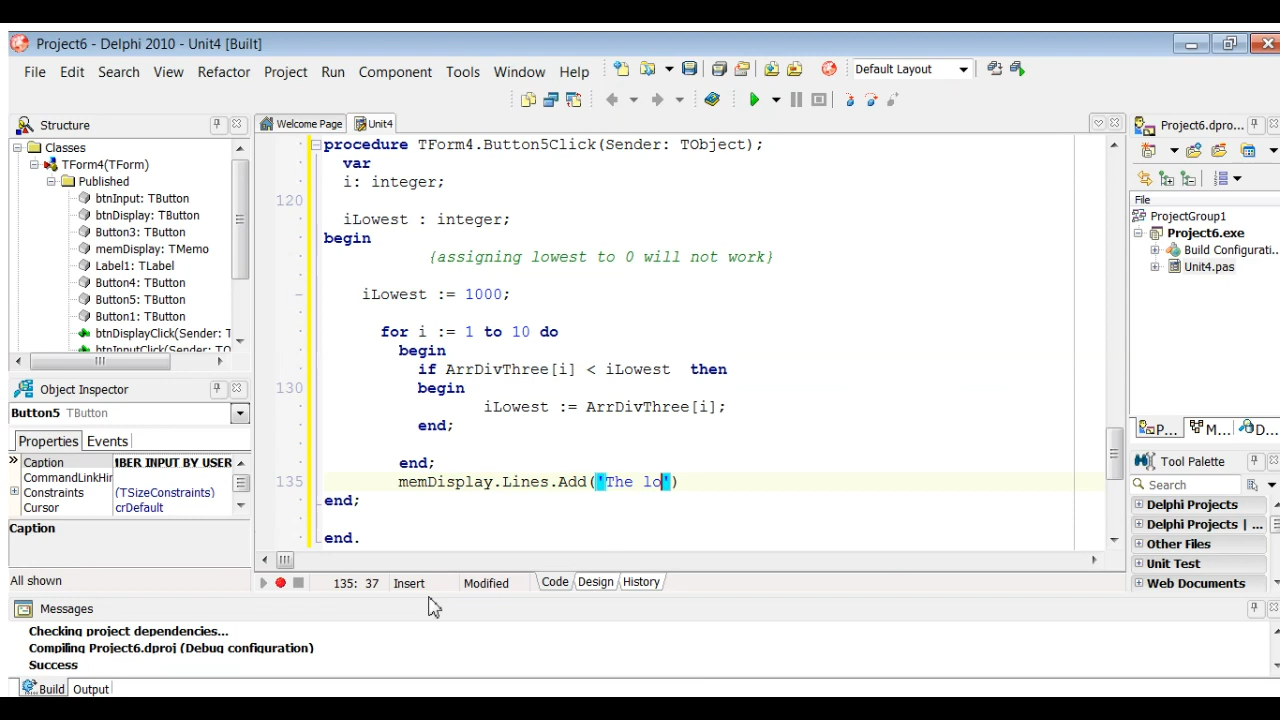 Project6 - Delphi 2010 - Unit4 [Built]
File Edit Search View Refactor Project Run Component Tools Window Help
Default Layout
Structure
Classes
TForm4(TForm)
Published
btnInput: TButton
btnDisplay: TButton
Button3: TButton
memDisplay: TMemo
Label1: TLabel
Button4: TButton
Button5: TButton
Button1: TButton
btnDisplayClick(Sender: T
btnInputClick(Sender: TO
Object Inspector
Button5 TButton
Properties Events
Caption IBER INPUT BY USER
CommandLinkHin
Constraints (TSizeConstraints)
Cursor crDefault
Caption
All shown
Welcome Page Unit4
procedure TForm4.Button5Click(Sender: TObject);
var
i: integer;
120
iLowest : integer;
begin
{assigning lowest to 0 will not work}
iLowest := 1000;
for i := 1 to 10 do
begin
if ArrDivThree[i] < iLowest then
130 begin
iLowest := ArrDivThree[i];
end;
end;
135 memDisplay.Lines.Add('The lo')
end;
end.
135: 37 Insert Modified Code Design History
Project6.dpro...
File
ProjectGroup1
Project6.exe
Build Configurati..
Unit4.pas
P... M... D...
Tool Palette
Search
Delphi Projects
Delphi Projects | ...
Other Files
Unit Test
Web Documents
Messages
Checking project dependencies...
Compiling Project6.dproj (Debug configuration)
Success
Build Output